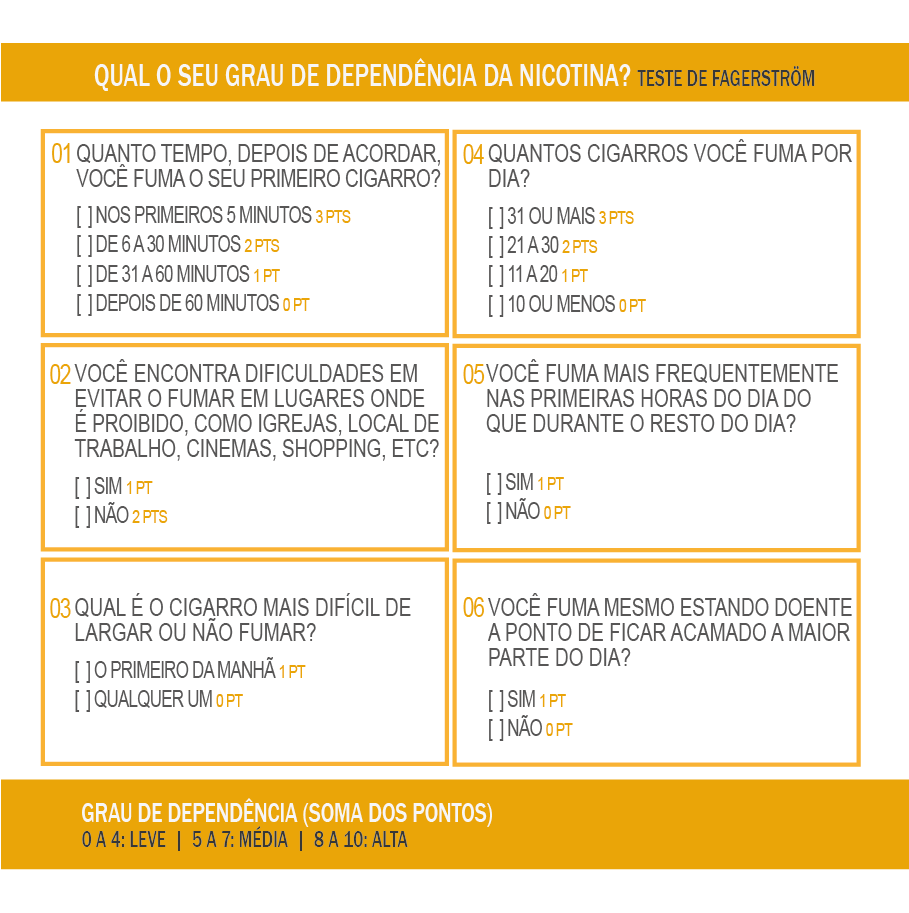 QUAL O SEU GRAU DE DEPENDÊNCIA DA NICOTINA? TESTE DE FAGERSTRÖM
01 QUANTO TEMPO, DEPOIS DE ACORDAR,
VOCÊ FUMA O SEU PRIMEIRO CIGARRO?
[ ] NOS PRIMEIROS 5 MINUTOS 3 PTS
[ ] DE 6 A 30 MINUTOS 2 PTS
[ ] DE 31 A 60 MINUTOS 1 PT
[ ] DEPOIS DE 60 MINUTOS 0 PT
02 VOCÊ ENCONTRA DIFICULDADES EM
EVITAR O FUMAR EM LUGARES ONDE
É PROIBIDO, COMO IGREJAS, LOCAL DE
TRABALHO, CINEMAS, SHOPPING, ETC?
[ ] SIM 1 PT
[ ] NÃO 2 PTS
03 QUAL É O CIGARRO MAIS DIFÍCIL DE
LARGAR OU NÃO FUMAR?
[ ] O PRIMEIRO DA MANHÃ 1 PT
[ ] QUALQUER UM 0 PT
04 QUANTOS CIGARROS VOCÊ FUMA POR
DIA?
[ ] 31 OU MAIS 3 PTS
[ ] 21 A 30 2 PTS
[ ] 11 A 20 1 PT
[ ] 10 OU MENOS 0 PT
05 VOCÊ FUMA MAIS FREQUENTEMENTE
NAS PRIMEIRAS HORAS DO DIA DO
QUE DURANTE O RESTO DO DIA?
[ ] SIM 1 PT
[ ] NÃO 0 PT
06 VOCÊ FUMA MESMO ESTANDO DOENTE
A PONTO DE FICAR ACAMADO A MAIOR
PARTE DO DIA?
[ ] SIM 1 PT
[ ] NÃO 0 PT
GRAU DE DEPENDÊNCIA (SOMA DOS PONTOS)
0 A 4: LEVE | 5 A 7: MÉDIA | 8 A 10: ALTA